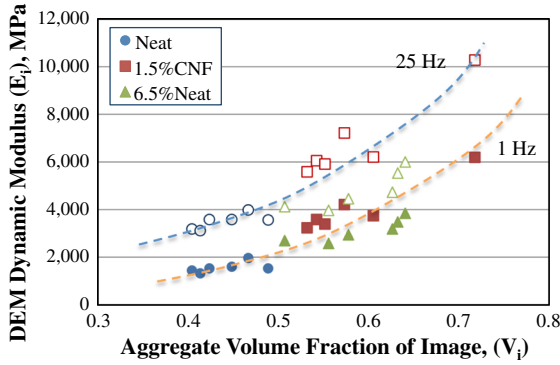 12,000
10,000
8,000
6,000
4,000
2,000
0
DEM Dynamic Modulus (Ei), MPa
Neat
1.5%CNF
6.5%Neat
25 Hz
1 Hz
0.3 0.4 0.5 0.6 0.7 0.8
Aggregate Volume Fraction of Image, (Vi)